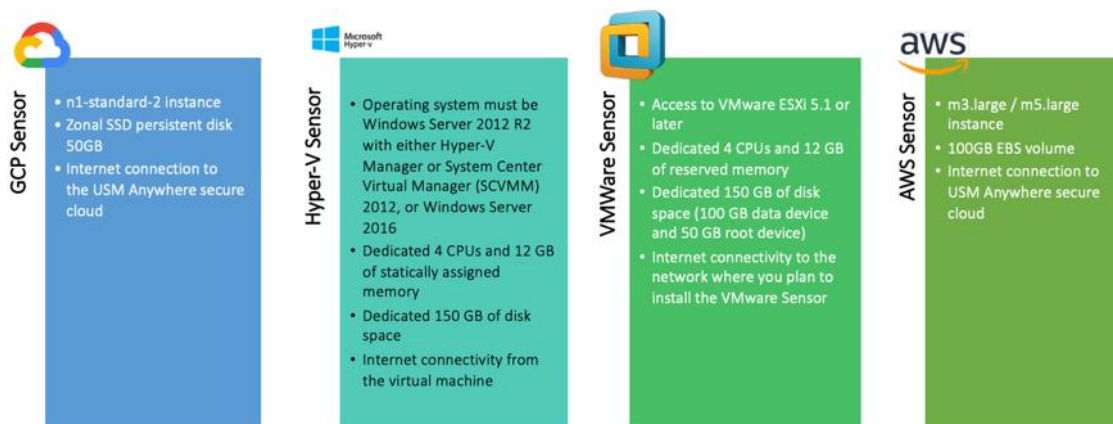 GCP Sensor
• n1-standard-2 instance
• Zonal SSD persistent disk
50GB
• Internet connection to
the USM Anywhere secure
cloud
Microsoft
Hyper-v
Hyper-V Sensor
• Operating system must be
Windows Server 2012 R2
with either Hyper-V
Manager or System Center
Virtual Manager (SCVMM)
2012, or Windows Server
2016
• Dedicated 4 CPUs and 12 GB
of statically assigned
memory
• Dedicated 150 GB of disk
space
• Internet connectivity from
the virtual machine
VMWare Sensor
• Access to VMware ESXi 5.1 or
later
• Dedicated 4 CPUs and 12 GB
of reserved memory
• Dedicated 150 GB of disk
space (100 GB data device
and 50 GB root device)
• Internet connectivity to the
network where you plan to
install the VMware Sensor
aws
AWS Sensor
• m3.large / m5.large
instance
• 100GB EBS volume
• Internet connection to
USM Anywhere secure
cloud